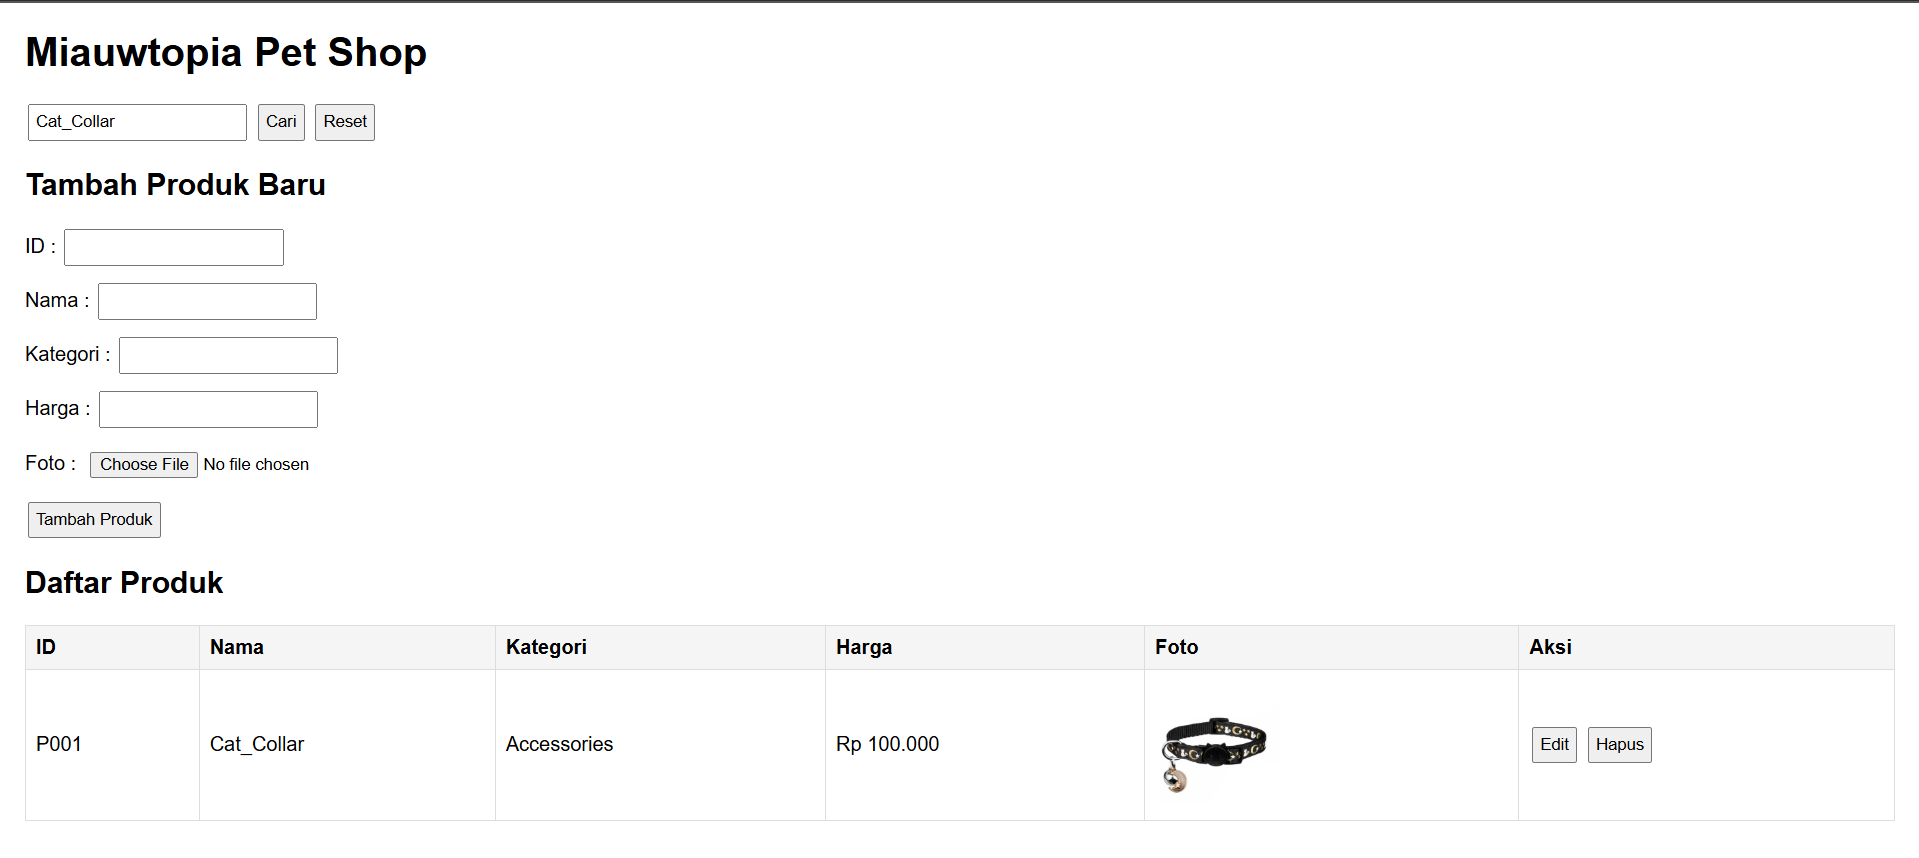 Miauwtopia Pet Shop
Cat_Collar Cari Reset
Tambah Produk Baru
ID :
Nama :
Kategori :
Harga :
Foto : Choose File No file chosen
Tambah Produk
Daftar Produk
ID Nama Kategori Harga Foto Aksi
P001 Cat_Collar Accessories Rp 100.000 Edit Hapus